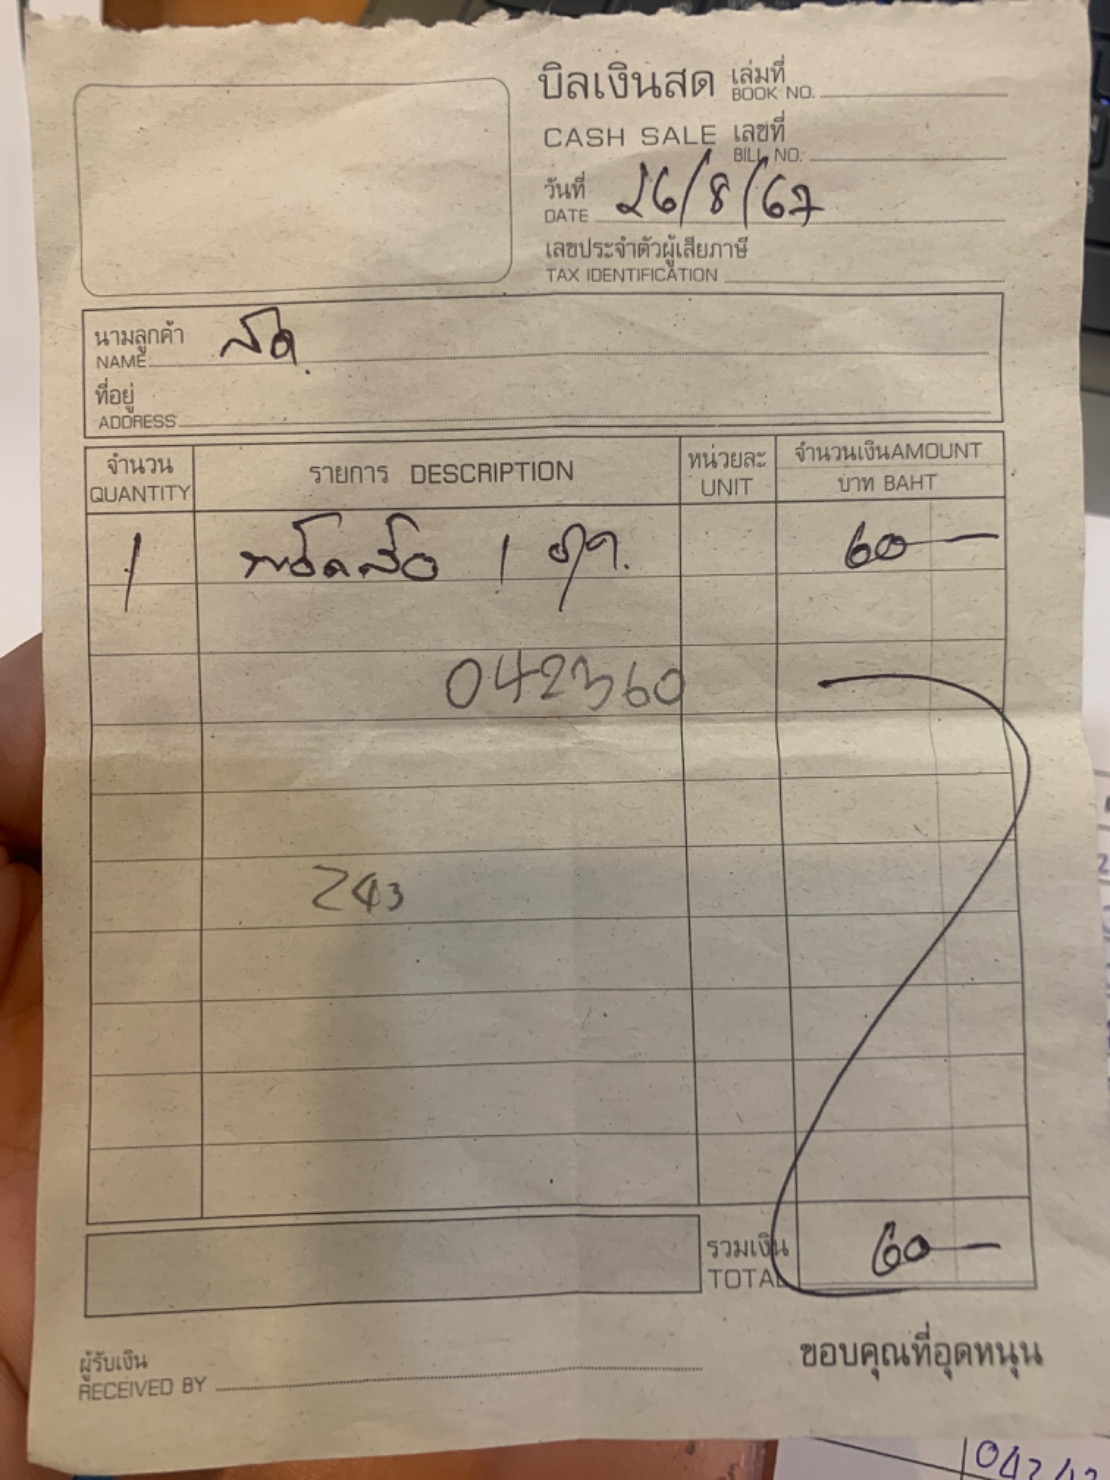 บิลเงินสด เล่มที่
BOOK NO.
CASH SALE เลขที่
BILL NO.
วันที่ 26/8/67
DATE
เลขประจำตัวผู้เสียภาษี
TAX IDENTIFICATION
นามลูกค้า สด
NAME
ที่อยู่
ADDRESS
จำนวน รายการ DESCRIPTION หน่วยละ จำนวนเงิน AMOUNT
QUANTITY UNIT บาท BAHT
1 1 60—
042360
243
รวมเงิน 60—
TOTAL
ขอบคุณที่อุดหนุน
ผู้รับเงิน
RECEIVED BY